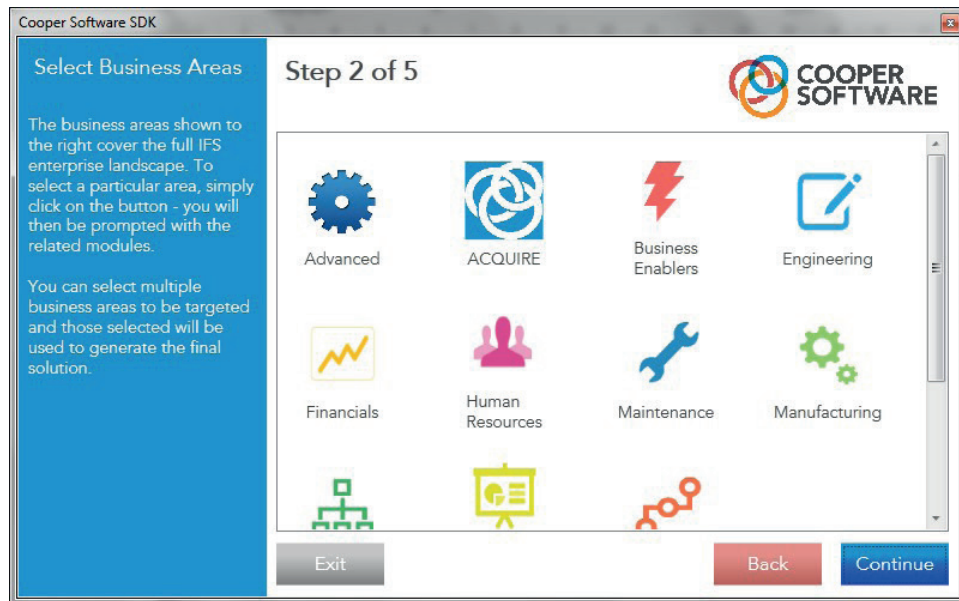 Cooper Software SDK
Select Business Areas
The business areas shown to
the right cover the full IFS
enterprise landscape. To
select a particular area, simply
click on the button - you will
then be prompted with the
related modules.
You can select multiple
business areas to be targeted
and those selected will be
used to generate the final
solution.
Step 2 of 5
COOPER
SOFTWARE
Advanced
ACQUIRE
Business
Enablers
Engineering
Financials
Human
Resources
Maintenance
Manufacturing
Exit
Back
Continue